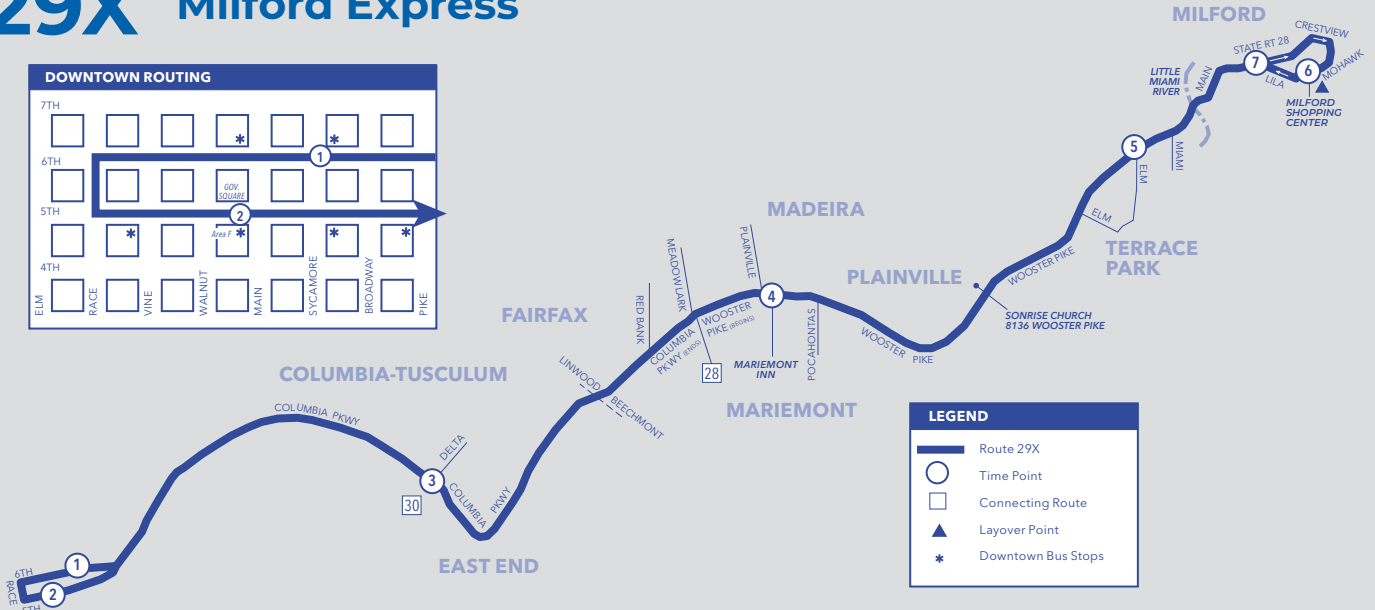 29X Milford Express
DOWNTOWN ROUTING
7TH
*
*
1
6TH
GOV.
SQUARE
5TH
2
*
Area F
*
*
*
4TH
ELM
RACE
VINE
WALNUT
MAIN
SYCAMORE
BROADWAY
PIKE
MILFORD
CRESTVIEW
STATE RT 28
7
6
MOHAWK
LILA
MILFORD
SHOPPING
CENTER
LITTLE
MIAMI
RIVER
MAIN
5
MIAMI
ELM
ELM
TERRACE
PARK
WOOSTER PIKE
SONRISE CHURCH
8136 WOOSTER PIKE
PLAINVILLE
MADEIRA
PLAINVILLE
4
MARIEMONT
INN
POCAHONTAS
WOOSTER
PIKE
MARIEMONT
MEADOWLARK
WOOSTER
PIKE (BEGINS)
RED BANK
COLUMBIA
PKWY (ENDS)
28
FAIRFAX
LINWOOD
BEECHMONT
COLUMBIA-TUSCULUM
COLUMBIA PKWY
DELTA
3
30
COLUMBIA
PKWY
EAST END
6TH
1
RACE
2
5TH
LEGEND
Route 29X
Time Point
Connecting Route
Layover Point
* Downtown Bus Stops